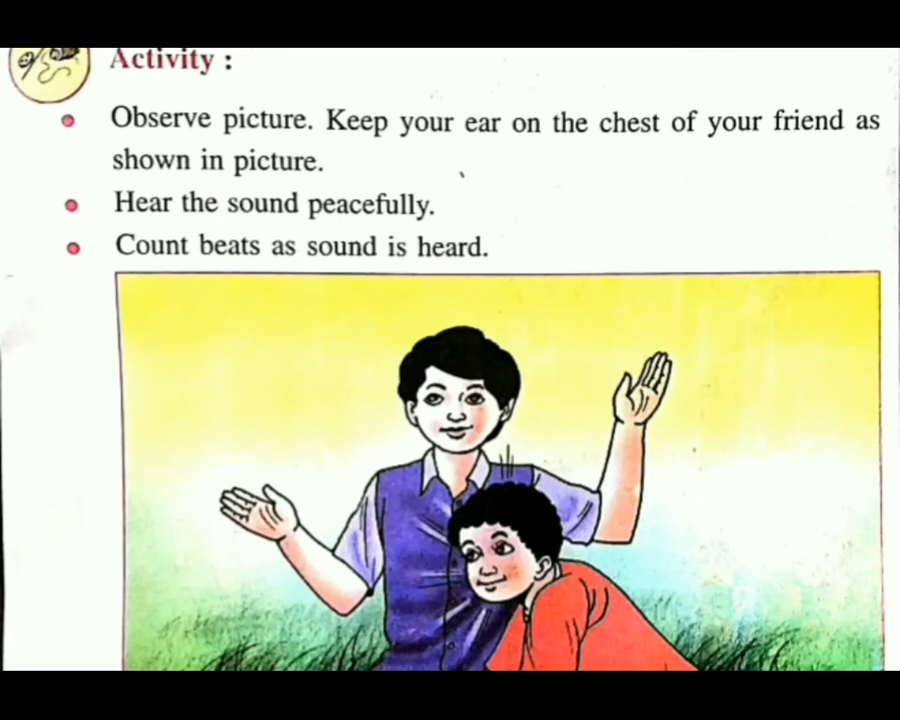 Activity :
Observe picture. Keep your ear on the chest of your friend as
shown in picture.
Hear the sound peacefully.
Count beats as sound is heard.